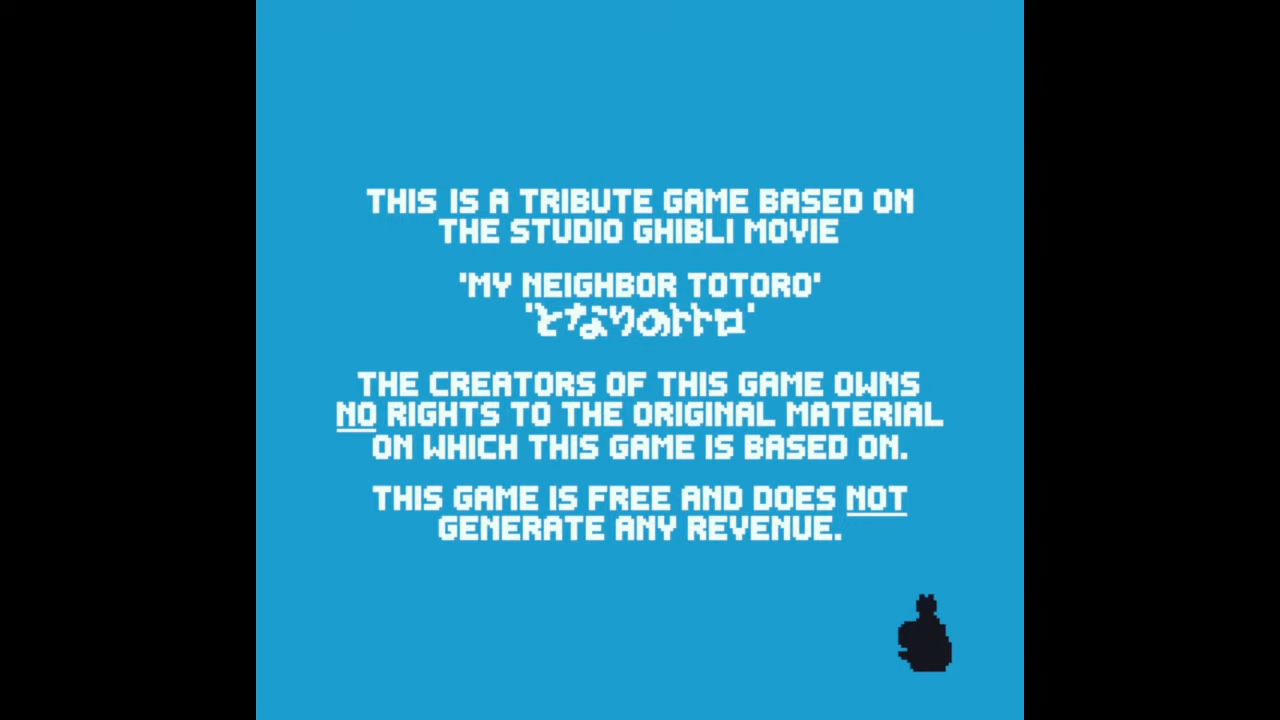 THIS IS A TRIBUTE GAME BASED ON
THE STUDIO GHIBLI MOVIE
'MY NEIGHBOR TOTORO'
'となりのトトロ'
THE CREATORS OF THIS GAME OWNS
NO RIGHTS TO THE ORIGINAL MATERIAL
ON WHICH THIS GAME IS BASED ON.
THIS GAME IS FREE AND DOES NOT
GENERATE ANY REVENUE.